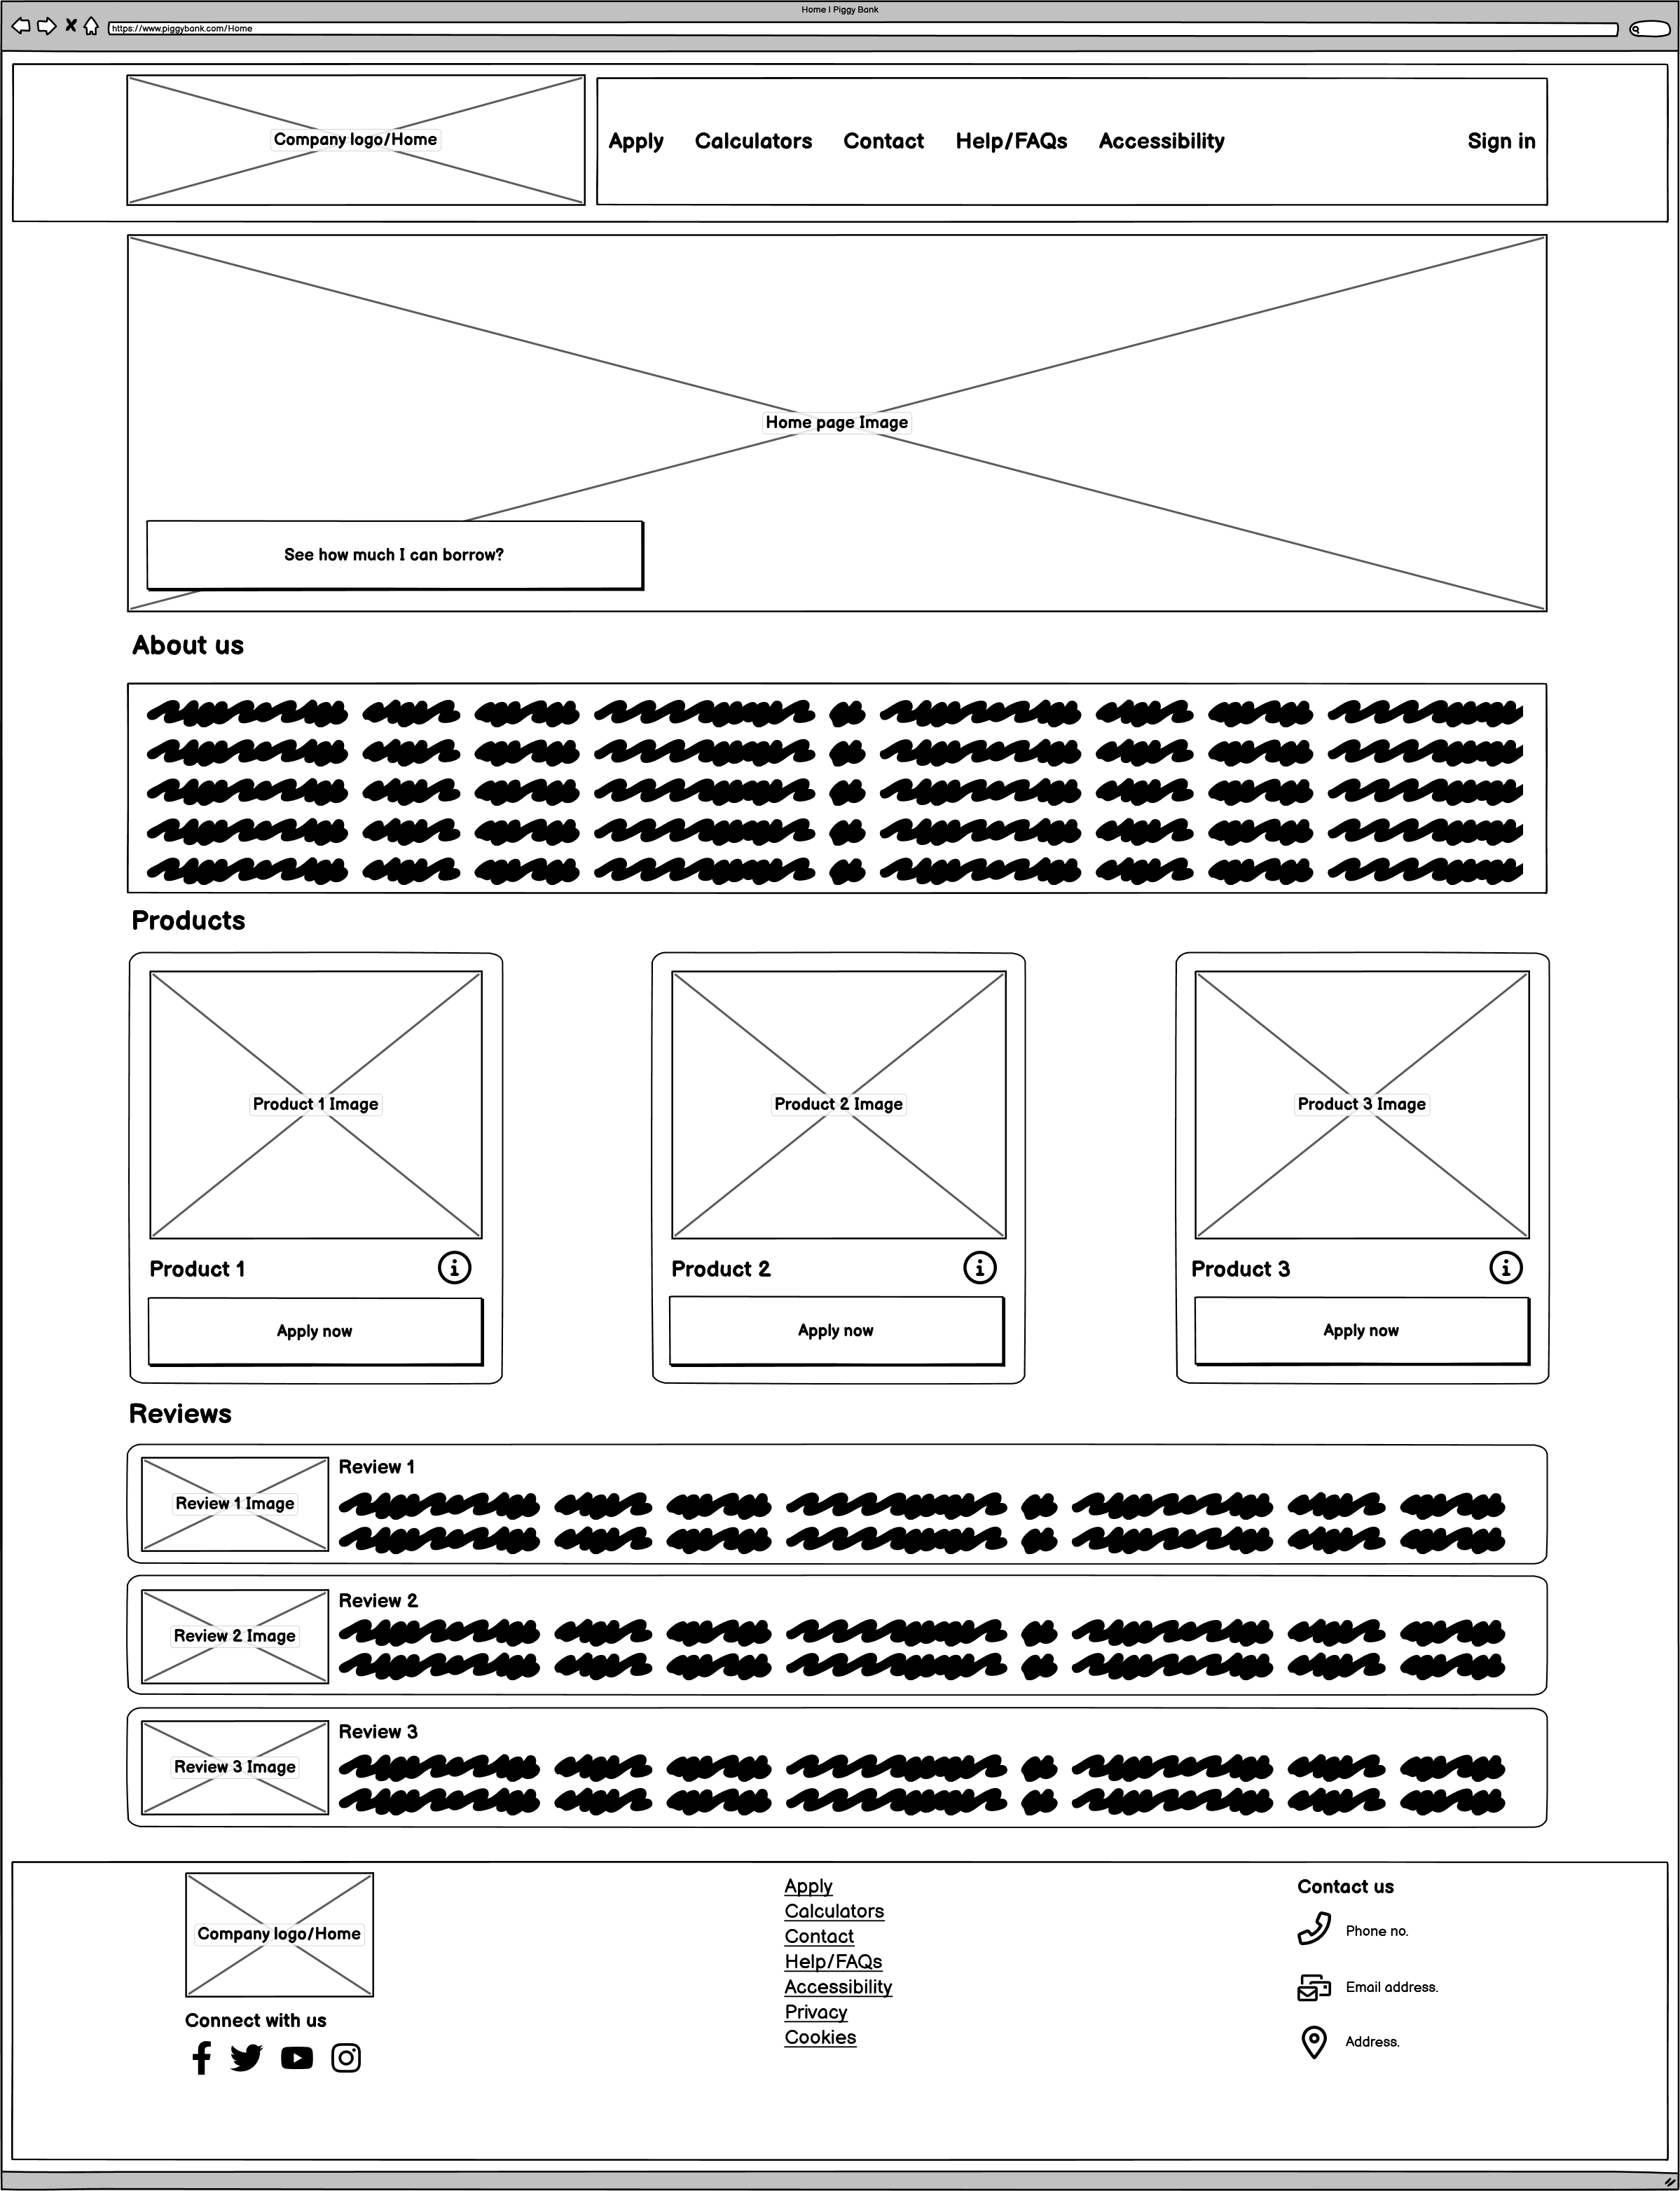 Home | Piggy Bank
https://www.piggybank.com/Home
Company logo/Home
Apply Calculators Contact Help/FAQs Accessibility Sign in
Home page Image
See how much I can borrow?
About us
Products
Product 1 Image
Product 1
Apply now
Product 2 Image
Product 2
Apply now
Product 3 Image
Product 3
Apply now
Reviews
Review 1 Image
Review 1
Review 2 Image
Review 2
Review 3 Image
Review 3
Company logo/Home
Connect with us
Apply
Calculators
Contact
Help/FAQs
Accessibility
Privacy
Cookies
Contact us
Phone no.
Email address.
Address.